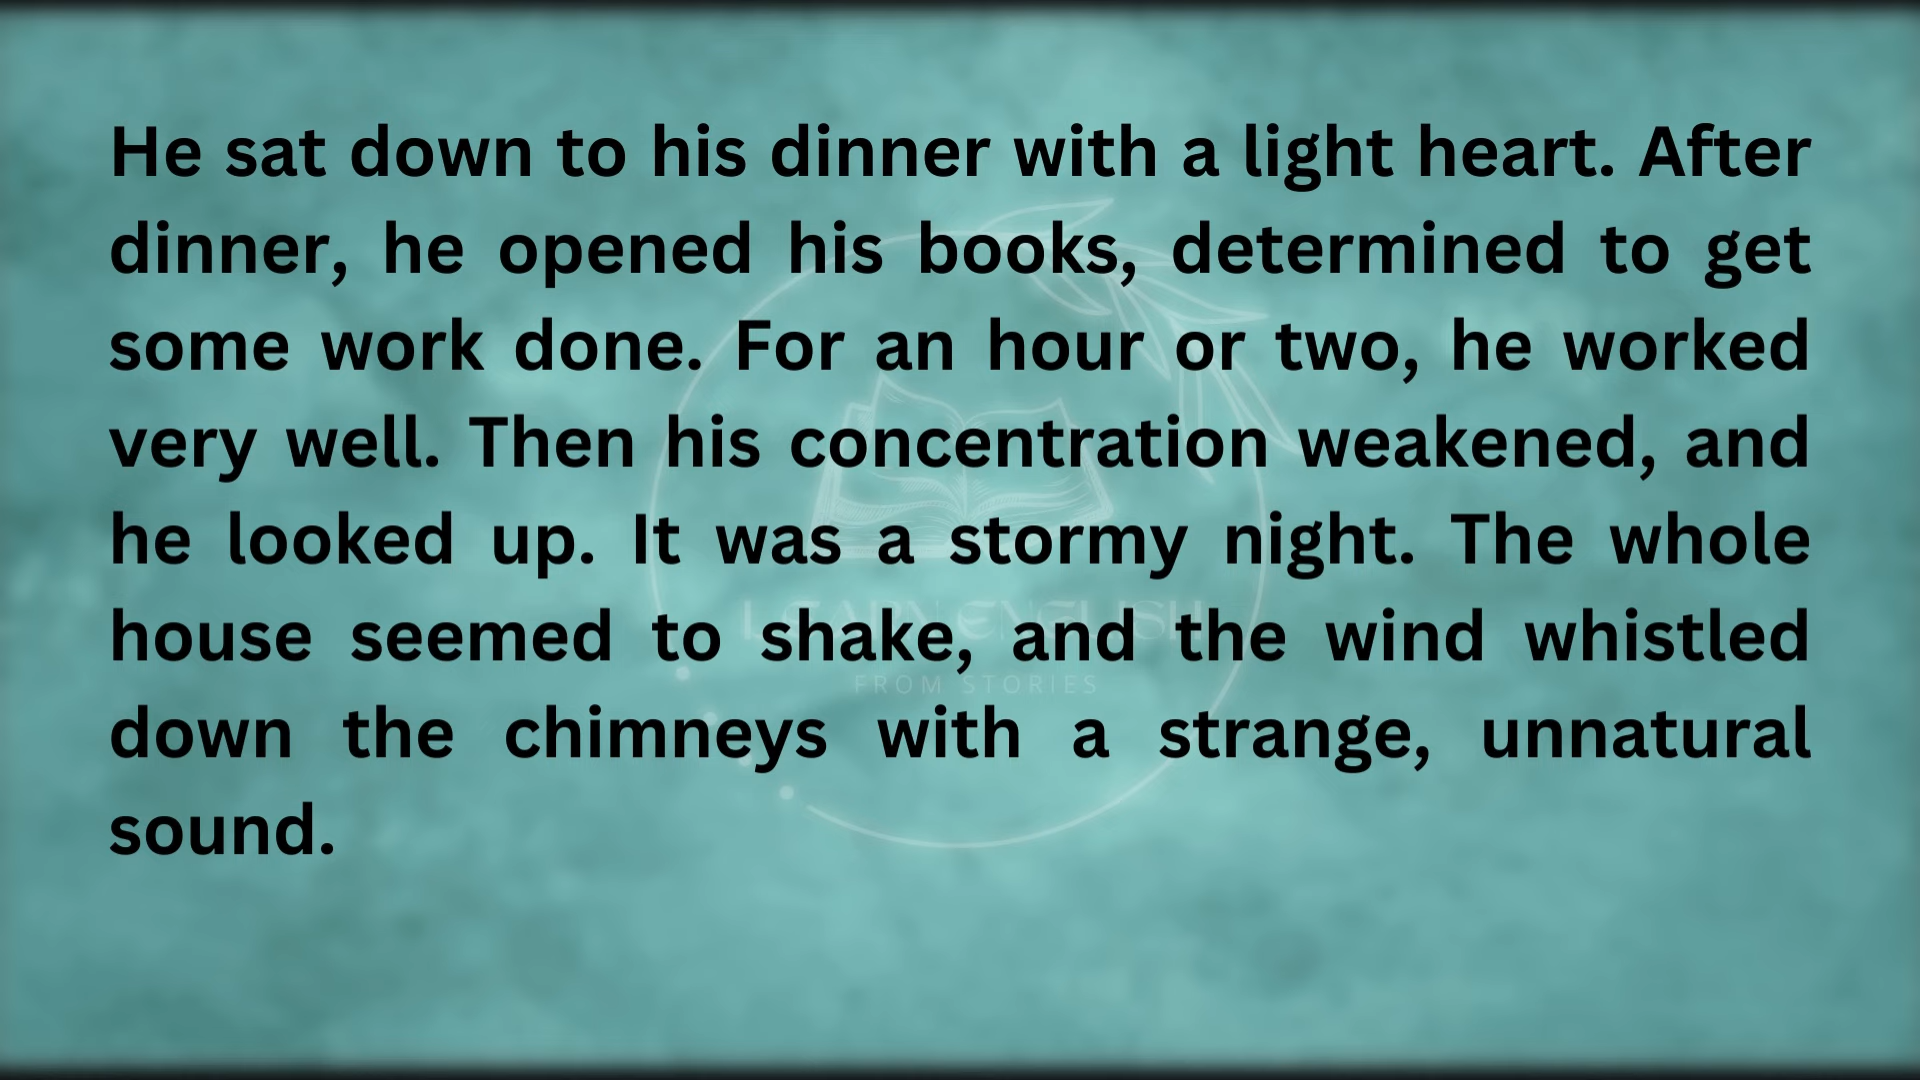 He sat down to his dinner with a light heart. After
dinner, he opened his books, determined to get
some work done. For an hour or two, he worked
very well. Then his concentration weakened, and
he looked up. It was a stormy night. The whole
house seemed to shake, and the wind whistled
down the chimneys with a strange, unnatural
sound.
LEARN ENGLISH
FROM STORIES